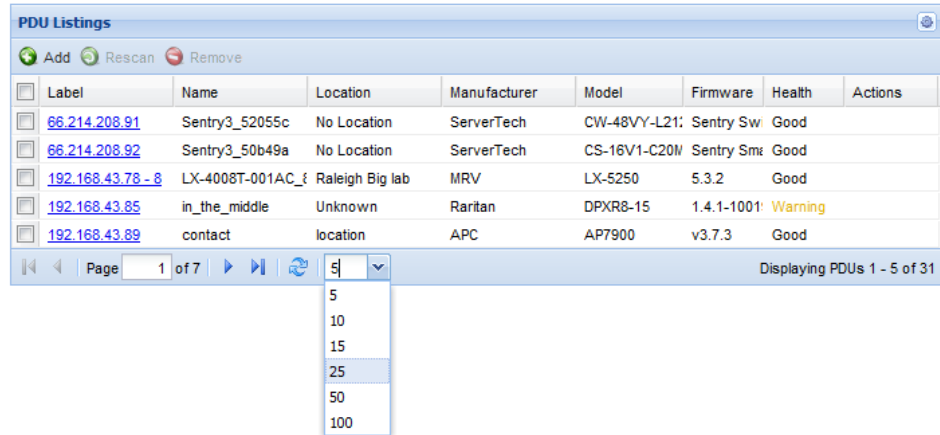 PDU Listings
Add Rescan Remove
Label Name Location Manufacturer Model Firmware Health Actions
66.214.208.91 Sentry3_52055c No Location ServerTech CW-48VY-L21: Sentry Swi Good
66.214.208.92 Sentry3_50b49a No Location ServerTech CS-16V1-C20M Sentry Sma Good
192.168.43.78 - 8 LX-4008T-001AC_8 Raleigh Big lab MRV LX-5250 5.3.2 Good
192.168.43.85 in_the_middle Unknown Raritan DPXR8-15 1.4.1-1001 Warning
192.168.43.89 contact location APC AP7900 v3.7.3 Good
Page 1 of 7 5 Displaying PDUs 1 - 5 of 31
5
10
15
25
50
100